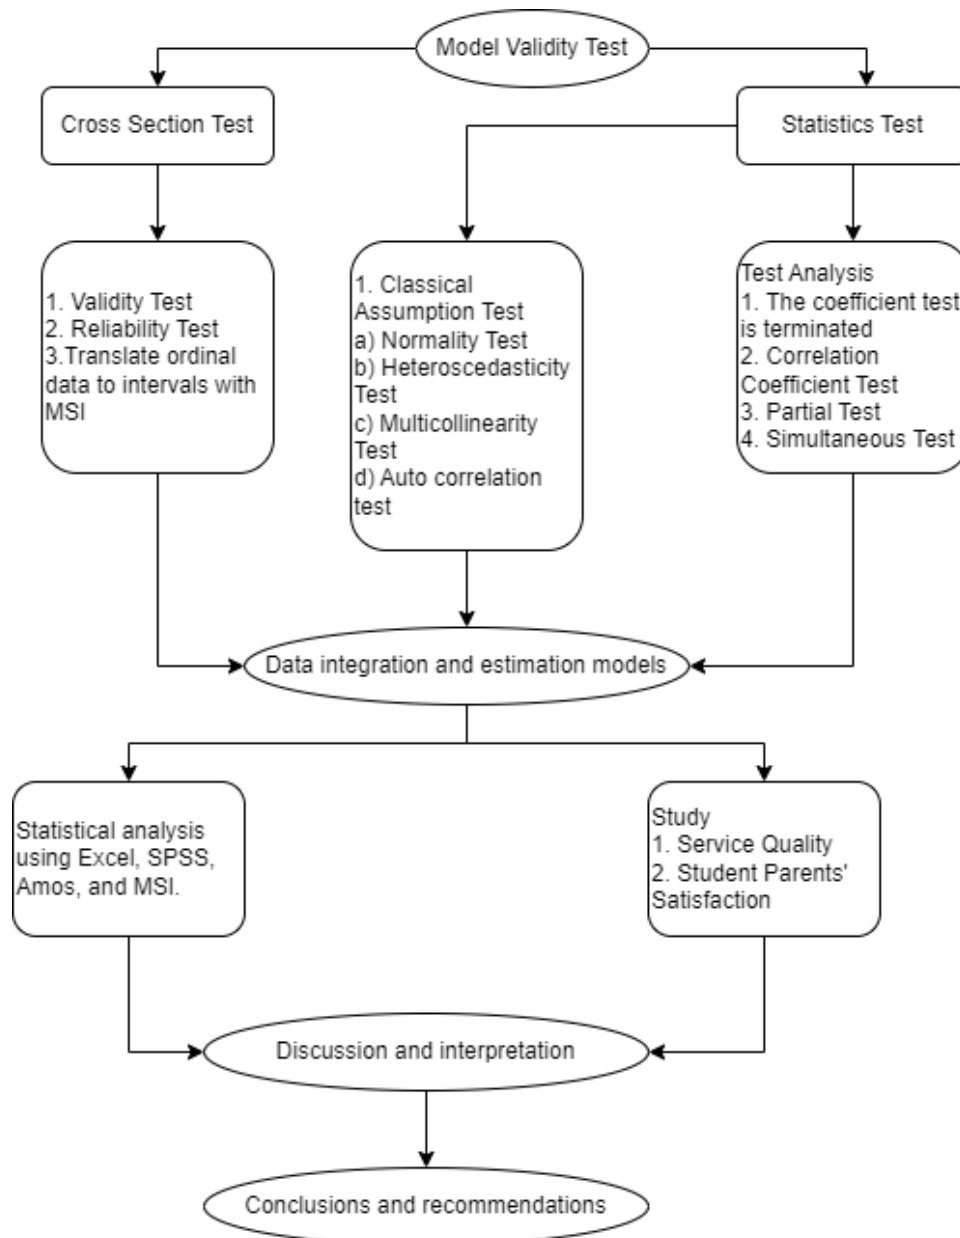 Model Validity Test
Cross Section Test
Statistics Test
1. Validity Test
2. Reliability Test
3.Translate ordinal
data to intervals with
MSI
1. Classical
Assumption Test
a) Normality Test
b) Heteroscedasticity
Test
c) Multicollinearity
Test
d) Auto correlation
test
Test Analysis
1. The coefficient test
is terminated
2. Correlation
Coefficient Test
3. Partial Test
4. Simultaneous Test
Data integration and estimation models
Statistical analysis
using Excel, SPSS,
Amos, and MSI.
Study
1. Service Quality
2. Student Parents'
Satisfaction
Discussion and interpretation
Conclusions and recommendations